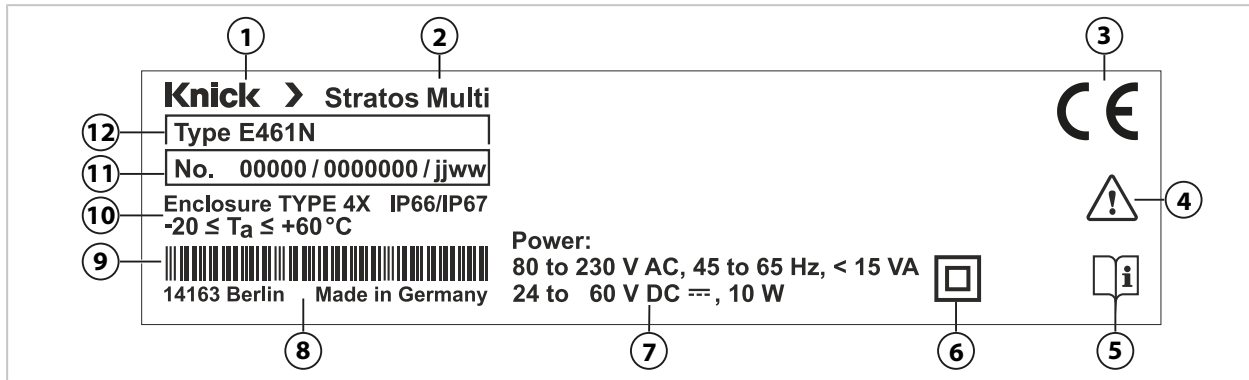 1 2 3
Knick > Stratos Multi
CE
12 Type E461N
11 No. 00000 / 0000000 / jjww
10 Enclosure TYPE 4X IP66/IP67
-20 ≤ Ta ≤ +60 °C
4
9
Power:
80 to 230 V AC, 45 to 65 Hz, < 15 VA
14163 Berlin Made in Germany
24 to 60 V DC ⎓, 10 W
i
8 7 6 5